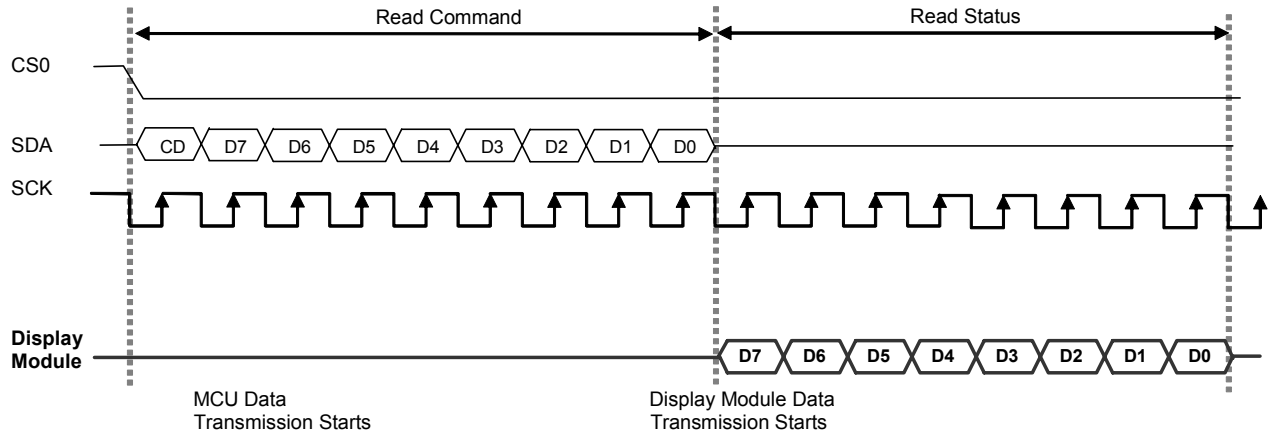 Read Command
Read Status
CS0
SDA
CD D7 D6 D5 D4 D3 D2 D1 D0
SCK
Display
Module
D7 D6 D5 D4 D3 D2 D1 D0
MCU Data
Transmission Starts
Display Module Data
Transmission Starts